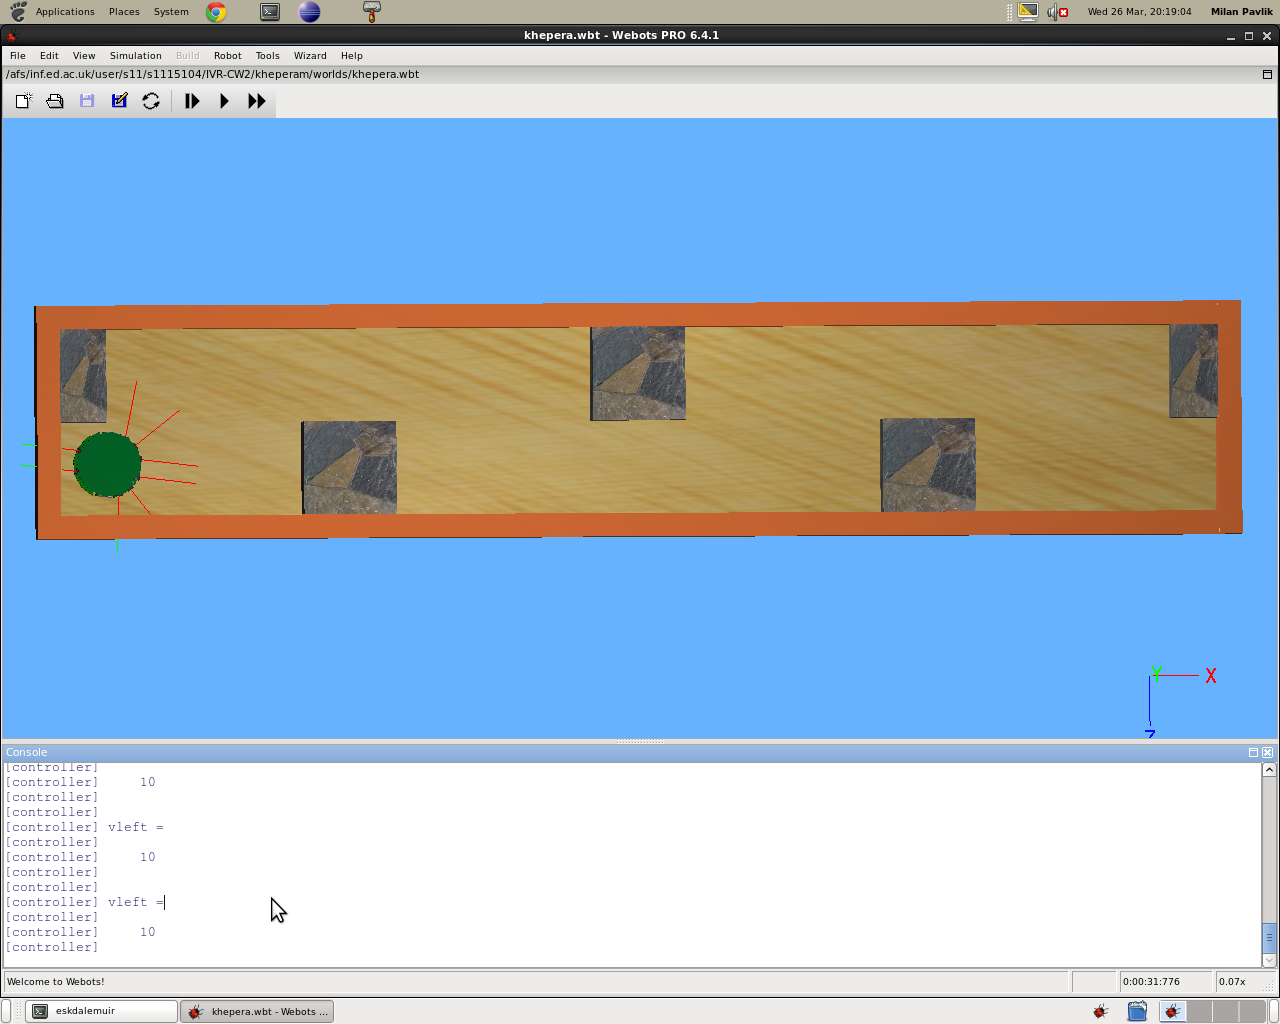 Applications Places System
Wed 26 Mar, 20:19:04 Milan Pavlik
khepera.wbt - Webots PRO 6.4.1
File Edit View Simulation Build Robot Tools Wizard Help
/afs/inf.ed.ac.uk/user/s11/s1115104/IVR-CW2/kheperam/worlds/khepera.wbt
Y X
Z
Console
[controller]
[controller] 10
[controller]
[controller]
[controller] vleft =
[controller]
[controller] 10
[controller]
[controller]
[controller] vleft =
[controller]
[controller] 10
[controller]
Welcome to Webots! 0:00:31:776 0.07x
eskdalemuir khepera.wbt - Webots ...